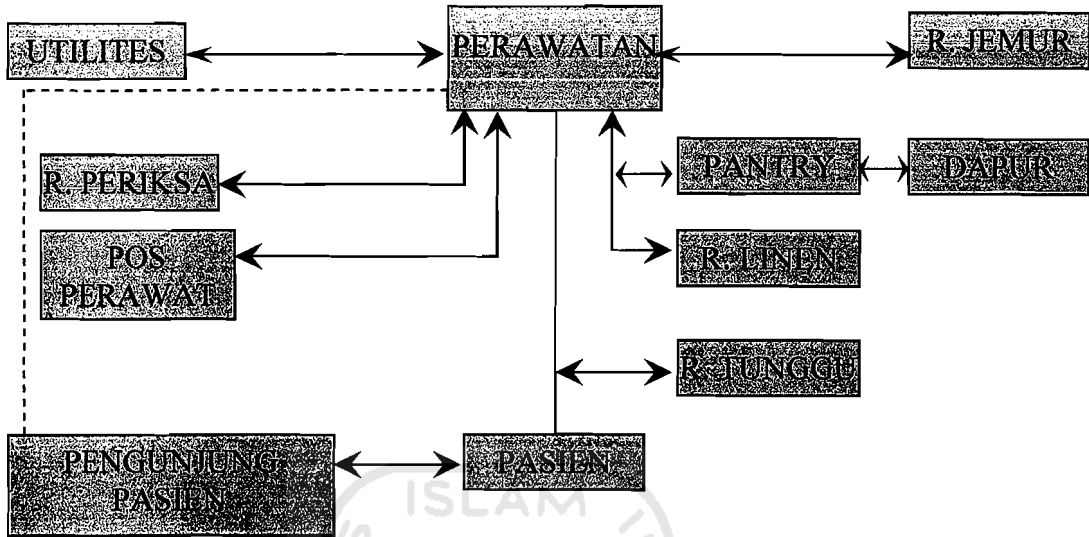 UTILITES
PERAWATAN
R. JEMUR
R. PERIKSA
PANTRY
DAPUR
POS
PERAWAT
R. LINEN
R. TUNGGU
PENGUNJUNG
PASIEN
PASIEN
ISLAM